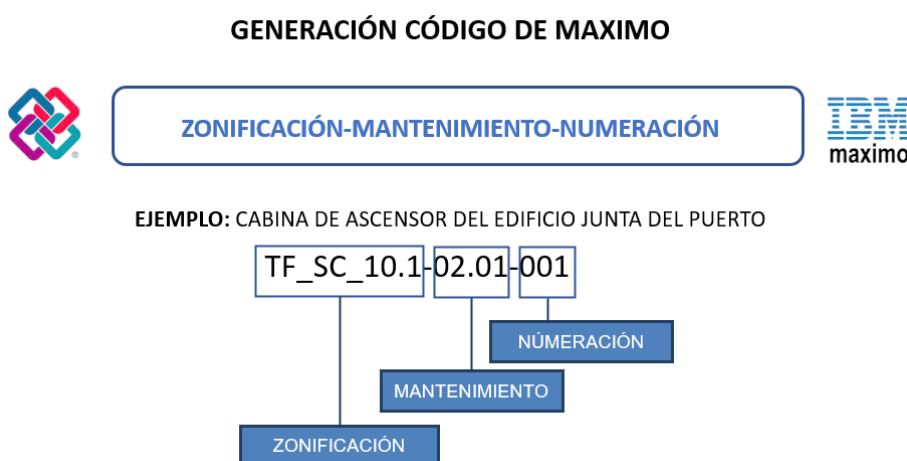 GENERACIÓN CÓDIGO DE MAXIMO
ZONIFICACIÓN-MANTENIMIENTO-NUMERACIÓN
IBM
maximo
EJEMPLO: CABINA DE ASCENSOR DEL EDIFICIO JUNTA DEL PUERTO
TF_SC_10.1-02.01-001
NÚMERACIÓN
MANTENIMIENTO
ZONIFICACIÓN